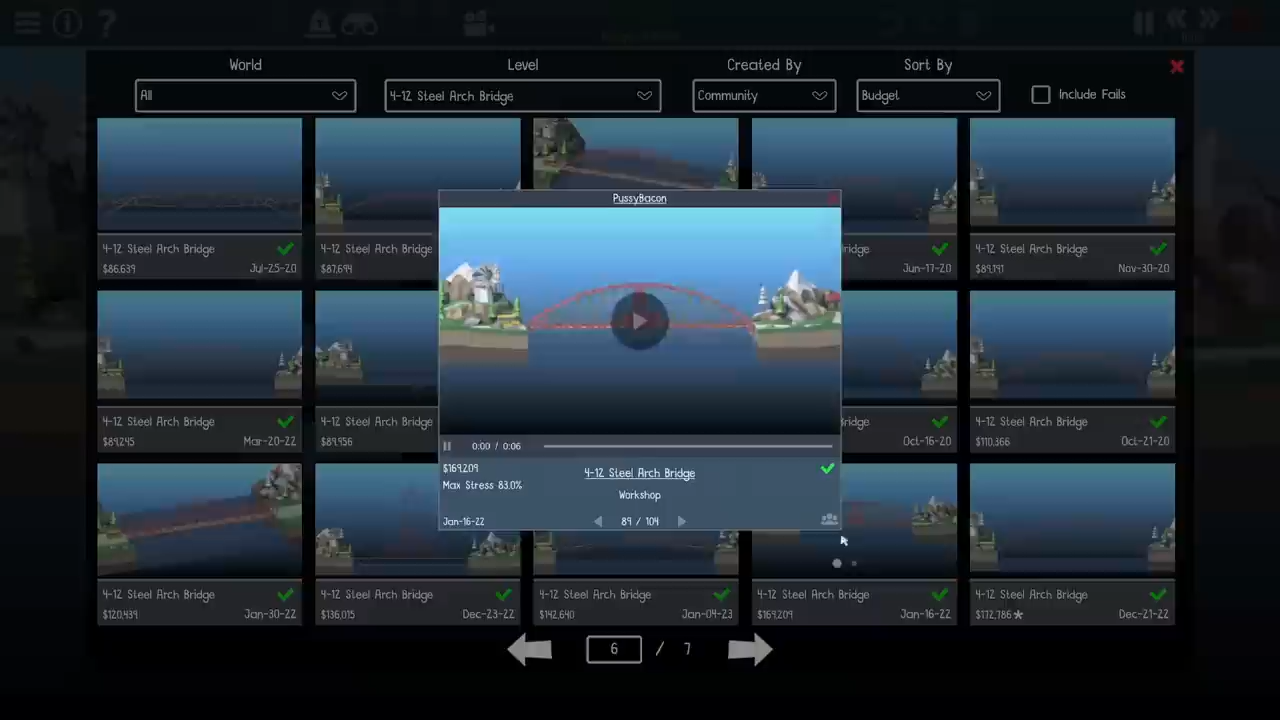 World
Level
Created By
Sort By
All
4-12 Steel Arch Bridge
Community
Budget
Include Fails
4-12 Steel Arch Bridge
$86,639
Jul-25-20
4-12 Steel Arch Bridge
$87,694
Jun-17-20
4-12 Steel Arch Bridge
$89,191
Nov-30-20
PussyBacon
0:00 / 0:06
$169,209
Max Stress 83.0%
4-12 Steel Arch Bridge
Workshop
Jan-16-22
89 / 104
4-12 Steel Arch Bridge
$89,245
Mar-20-22
4-12 Steel Arch Bridge
$89,956
Bridge
Oct-16-20
4-12 Steel Arch Bridge
$110,366
Oct-21-20
4-12 Steel Arch Bridge
$120,439
Jan-30-22
4-12 Steel Arch Bridge
$136,015
Dec-23-22
4-12 Steel Arch Bridge
$142,640
Jan-04-23
4-12 Steel Arch Bridge
$169,209
Jan-16-22
4-12 Steel Arch Bridge
$172,786*
Dec-21-22
6 / 7